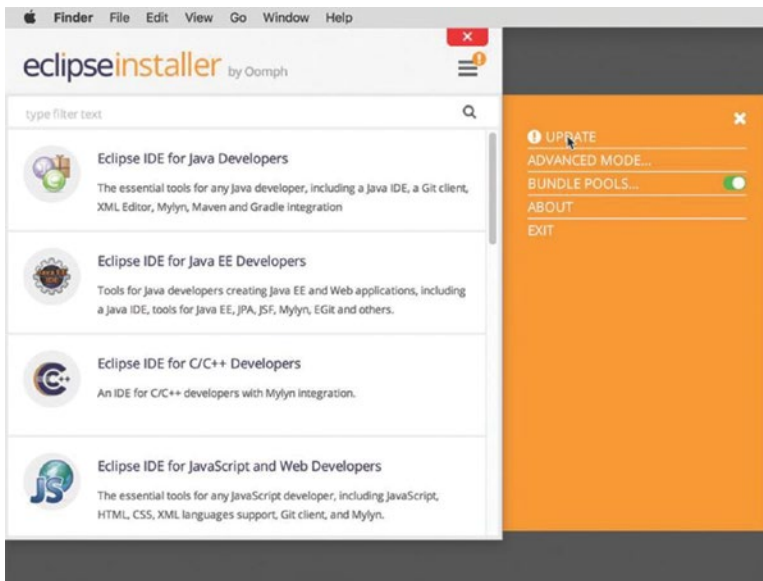 Finder File Edit View Go Window Help
eclipseinstaller by Oomph
type filter text
Eclipse IDE for Java Developers
The essential tools for any Java developer, including a Java IDE, a Git client,
XML Editor, Mylyn, Maven and Gradle integration
Eclipse IDE for Java EE Developers
Tools for Java developers creating Java EE and Web applications, including
a Java IDE, tools for Java EE, JPA, JSF, Mylyn, EGit and others.
Eclipse IDE for C/C++ Developers
An IDE for C/C++ developers with Mylyn integration.
Eclipse IDE for JavaScript and Web Developers
The essential tools for any JavaScript developer, including JavaScript,
HTML, CSS, XML languages support, Git client, and Mylyn.
UPDATE
ADVANCED MODE...
BUNDLE POOLS...
ABOUT
EXIT
Java EE
IDE
C++
JS